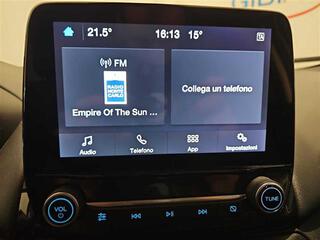 21.5°
16:13 15°
FM
RADIO MONTE CARLO
Empire Of The Sun ...
Collega un telefono
Audio
Telefono
App
Impostazioni
VOL
TUNE